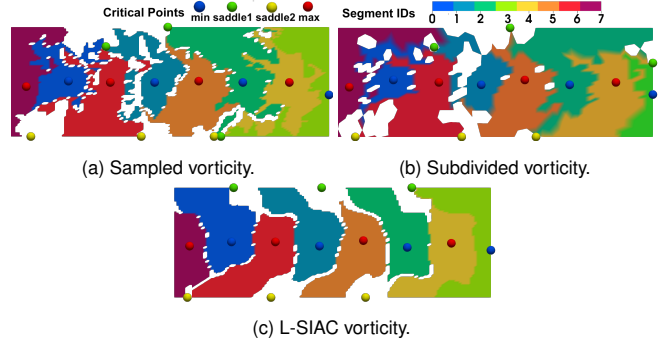 Critical Points min saddle1 saddle2 max
Segment IDs 0 1 2 3 4 5 6 7
(a) Sampled vorticity.
(b) Subdivided vorticity.
(c) L-SIAC vorticity.